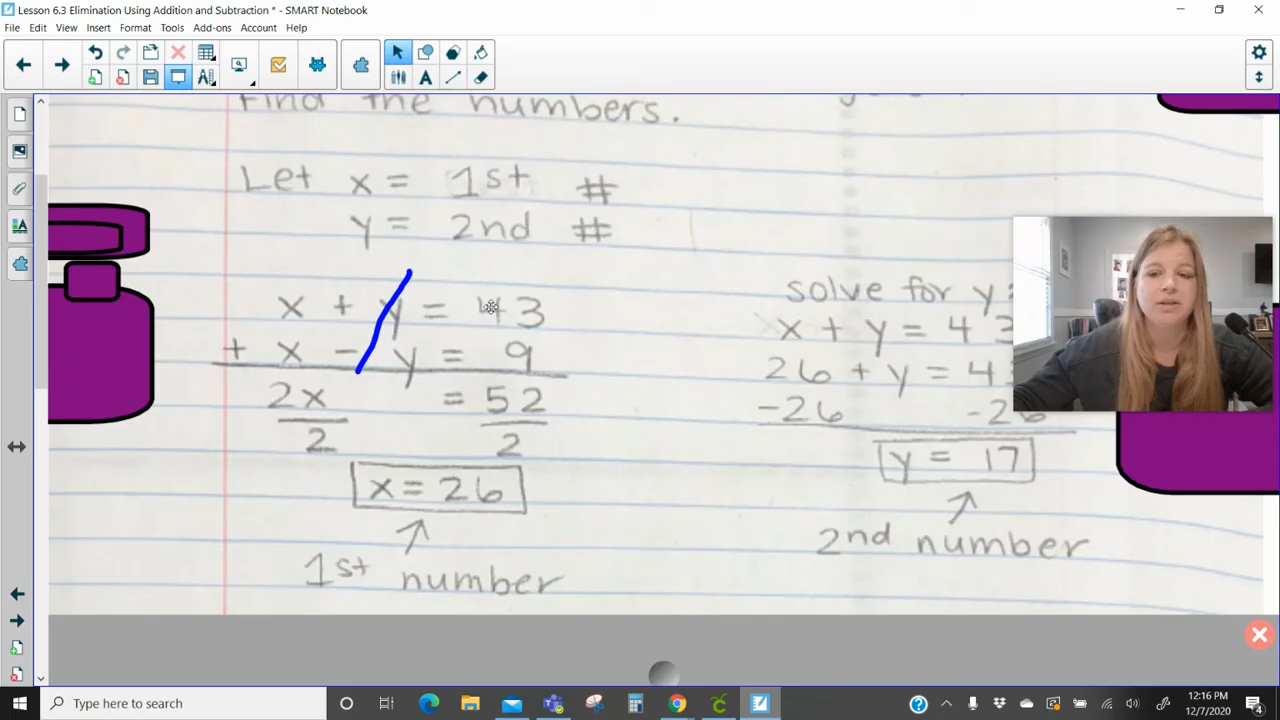 Lesson 6.3 Elimination Using Addition and Subtraction * - SMART Notebook
File Edit View Insert Format Tools Add-ons Account Help
Find the numbers.
Let x = 1st #
y = 2nd #
x + y = 43
+ x - y = 9
2x = 52
2 2
x = 26
1st number
solve for y
x + y = 43
26 + y = 4
-26 -26
y = 17
2nd number
Type here to search
12:16 PM
12/7/2020
4